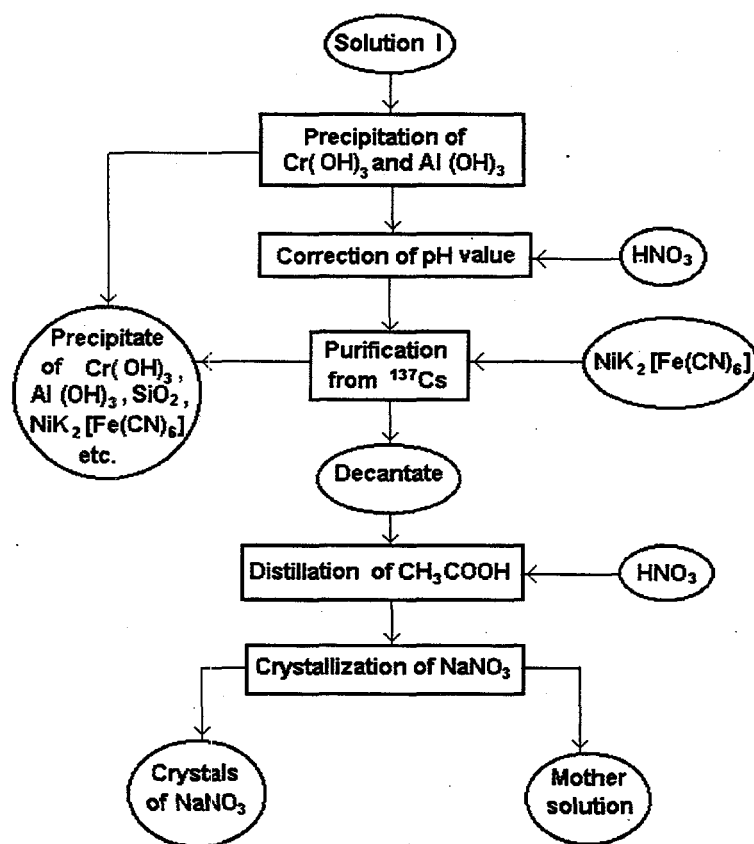 Solution I
Precipitation of
Cr(OH)₃ and Al (OH)₃
Correction of pH value
HNO₃
Precipitate
of Cr(OH)₃,
Al (OH)₃, SiO₂,
NiK₂ [Fe(CN)₆]
etc.
Purification
from ¹³⁷Cs
NiK₂ [Fe(CN)₆]
Decantate
Distillation of CH₃COOH
HNO₃
Crystallization of NaNO₃
Crystals
of NaNO₃
Mother
solution